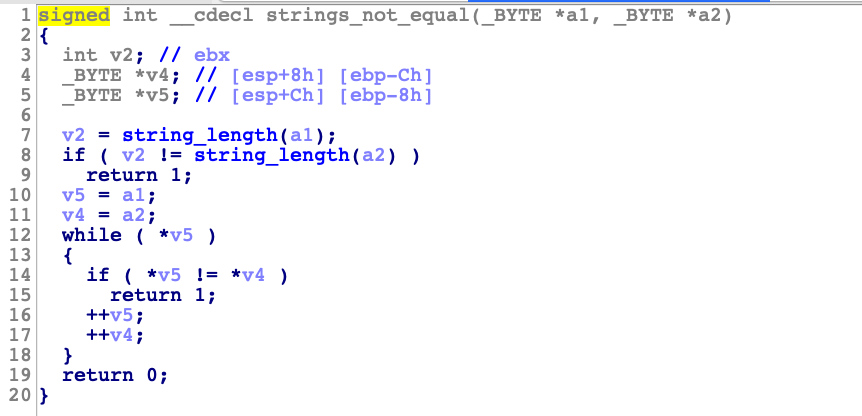 1 signed int __cdecl strings_not_equal(_BYTE *a1, _BYTE *a2)
2 {
3   int v2; // ebx
4   _BYTE *v4; // [esp+8h] [ebp-Ch]
5   _BYTE *v5; // [esp+Ch] [ebp-8h]
6
7   v2 = string_length(a1);
8   if ( v2 != string_length(a2) )
9     return 1;
10   v5 = a1;
11   v4 = a2;
12   while ( *v5 )
13   {
14     if ( *v5 != *v4 )
15       return 1;
16     ++v5;
17     ++v4;
18   }
19   return 0;
20 }